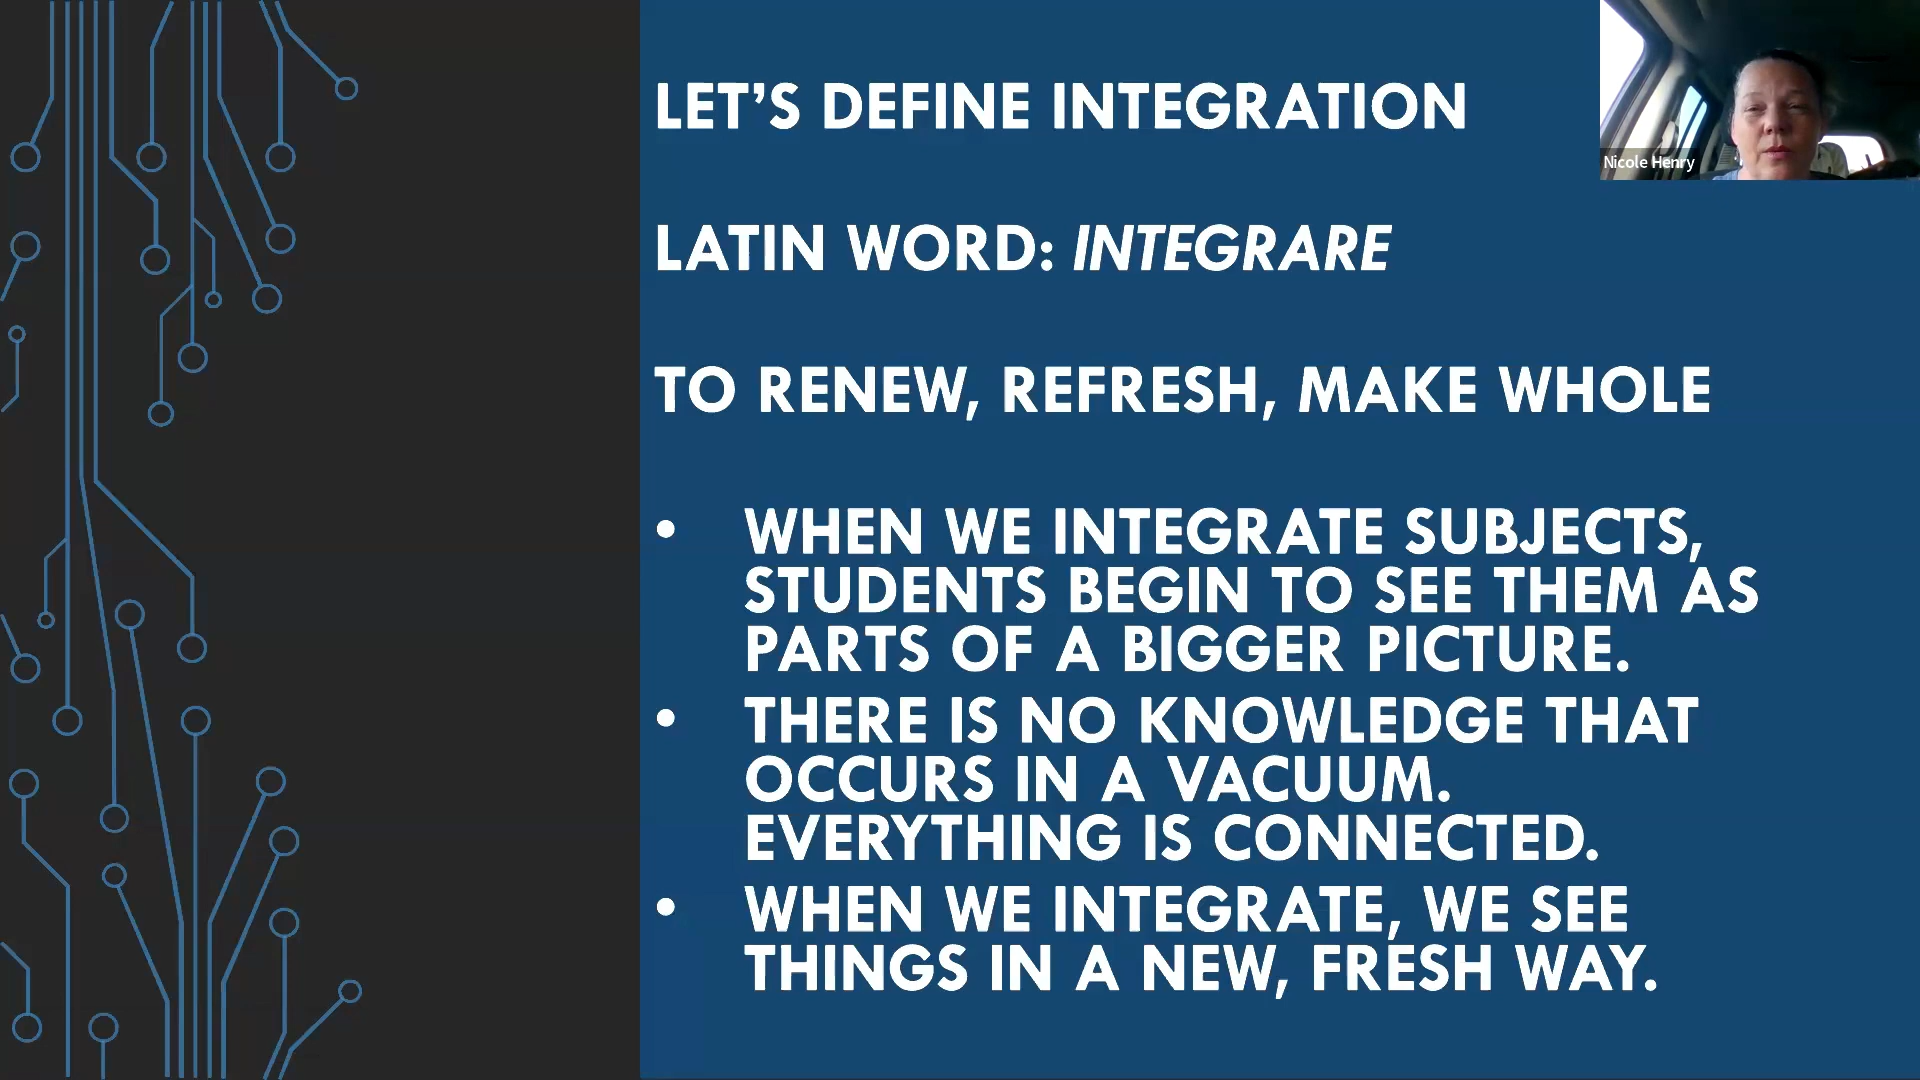 LET’S DEFINE INTEGRATION
LATIN WORD: INTEGRARE
TO RENEW, REFRESH, MAKE WHOLE
• WHEN WE INTEGRATE SUBJECTS,
STUDENTS BEGIN TO SEE THEM AS
PARTS OF A BIGGER PICTURE.
• THERE IS NO KNOWLEDGE THAT
OCCURS IN A VACUUM.
EVERYTHING IS CONNECTED.
• WHEN WE INTEGRATE, WE SEE
THINGS IN A NEW, FRESH WAY.
Nicole Henry